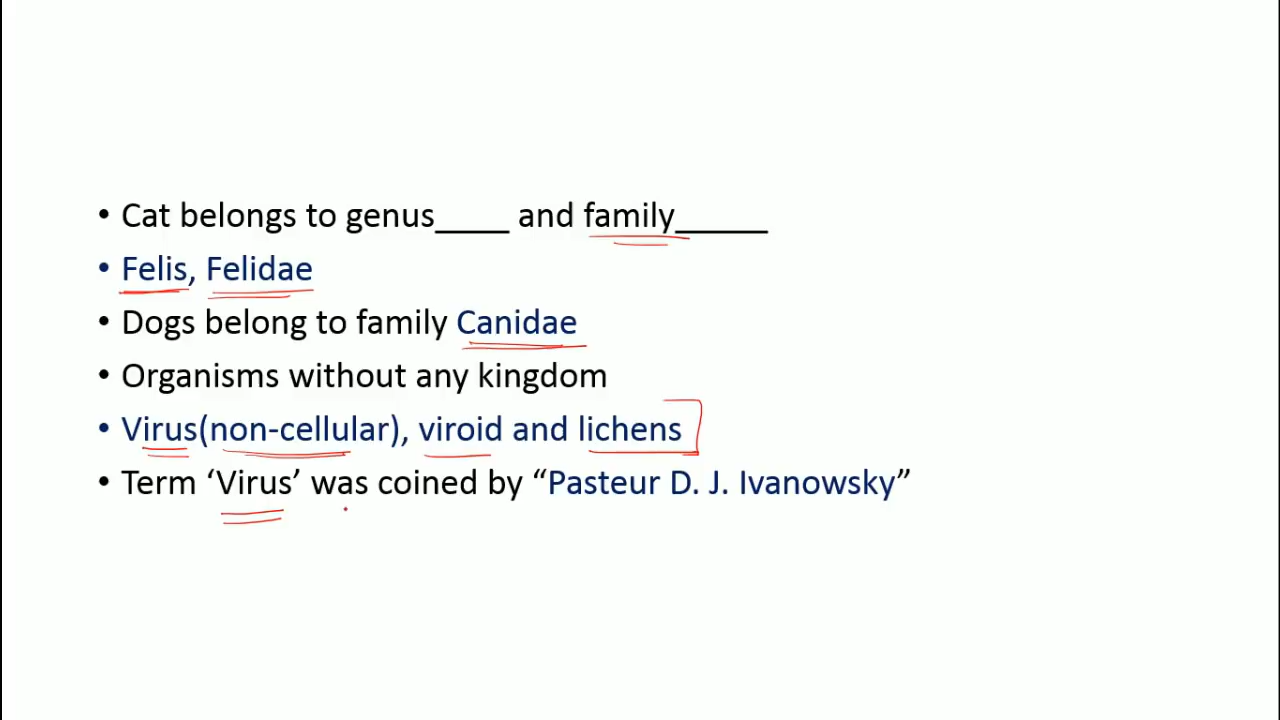 • Cat belongs to genus____ and family_____
• Felis, Felidae
• Dogs belong to family Canidae
• Organisms without any kingdom
• Virus(non-cellular), viroid and lichens
• Term ‘Virus’ was coined by “Pasteur D. J. Ivanowsky”